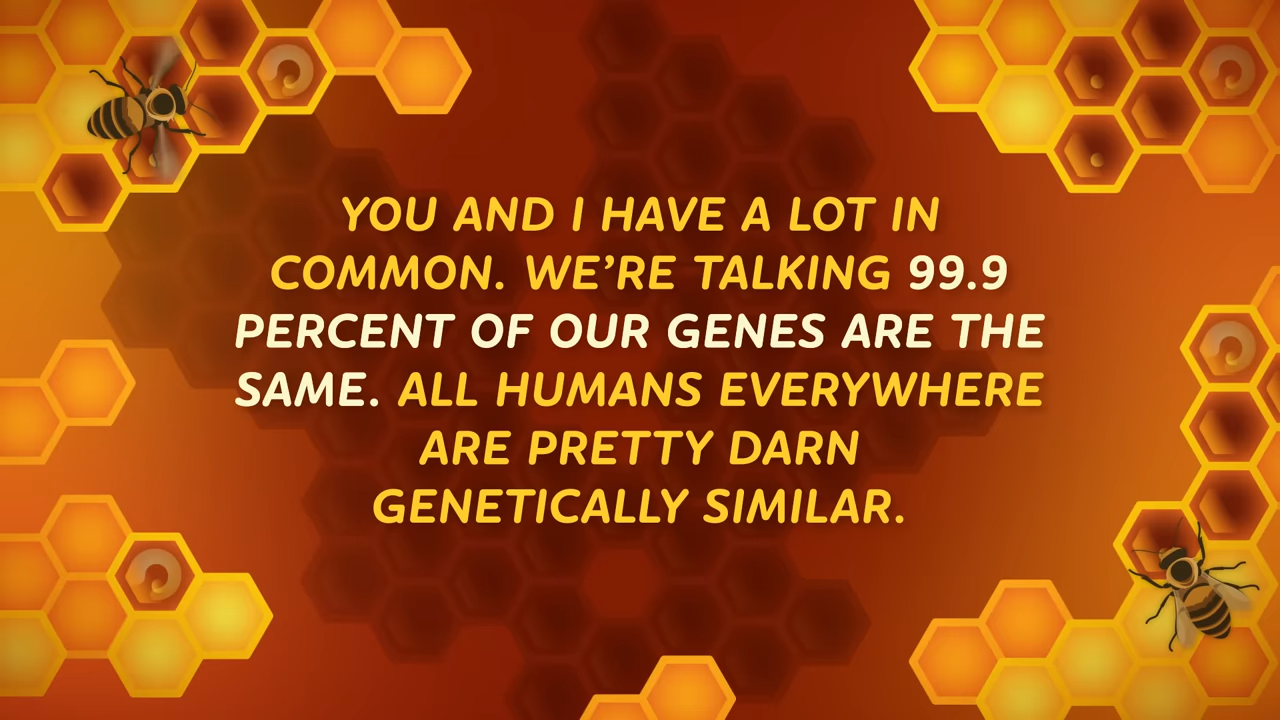 YOU AND I HAVE A LOT IN
COMMON. WE’RE TALKING 99.9
PERCENT OF OUR GENES ARE THE
SAME. ALL HUMANS EVERYWHERE
ARE PRETTY DARN
GENETICALLY SIMILAR.